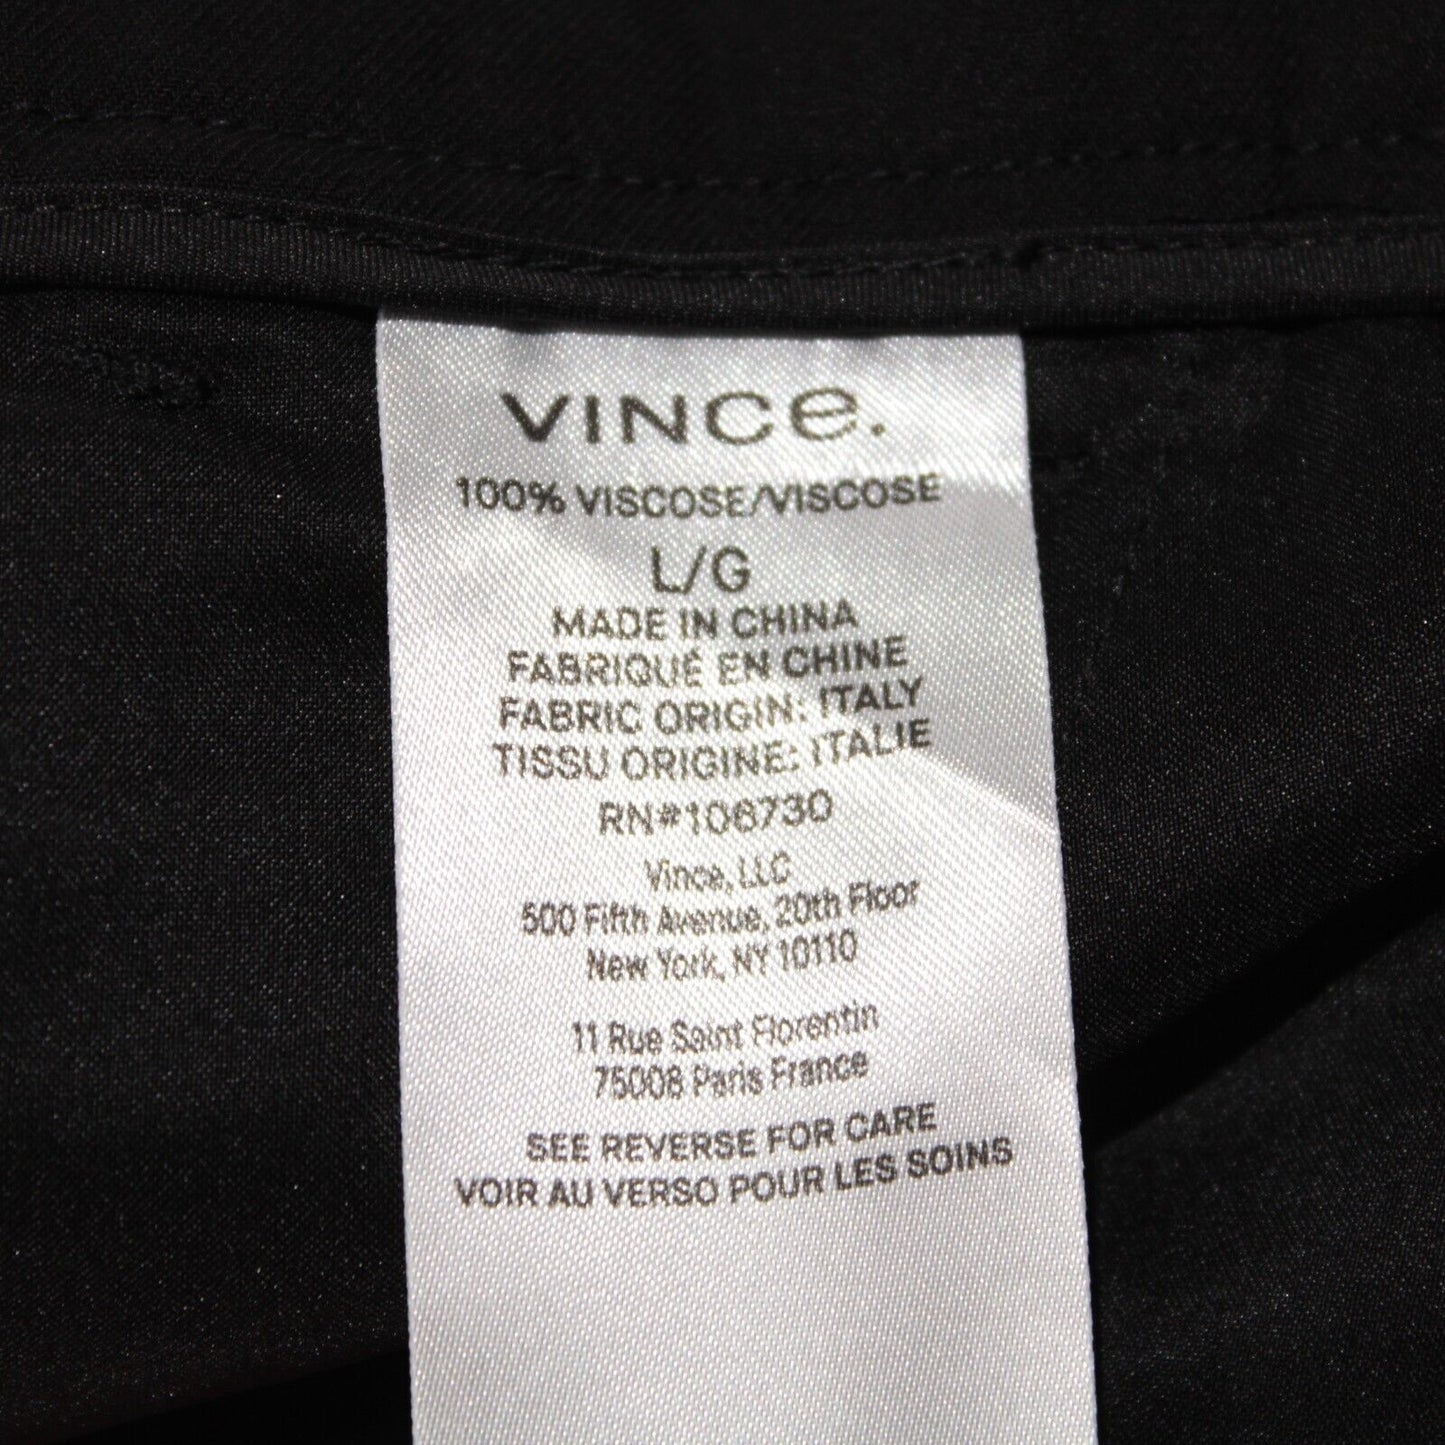 VINCe.
100% VISCOSE/VISCOSE
L/G
MADE IN CHINA
FABRIQUÉ EN CHINE
FABRIC ORIGIN: ITALY
TISSU ORIGINE: ITALIE
RN#106730
Vince, LLC
500 Fifth Avenue, 20th Floor
New York, NY 10110
11 Rue Saint Florentin
75008 Paris France
SEE REVERSE FOR CARE
VOIR AU VERSO POUR LES SOINS